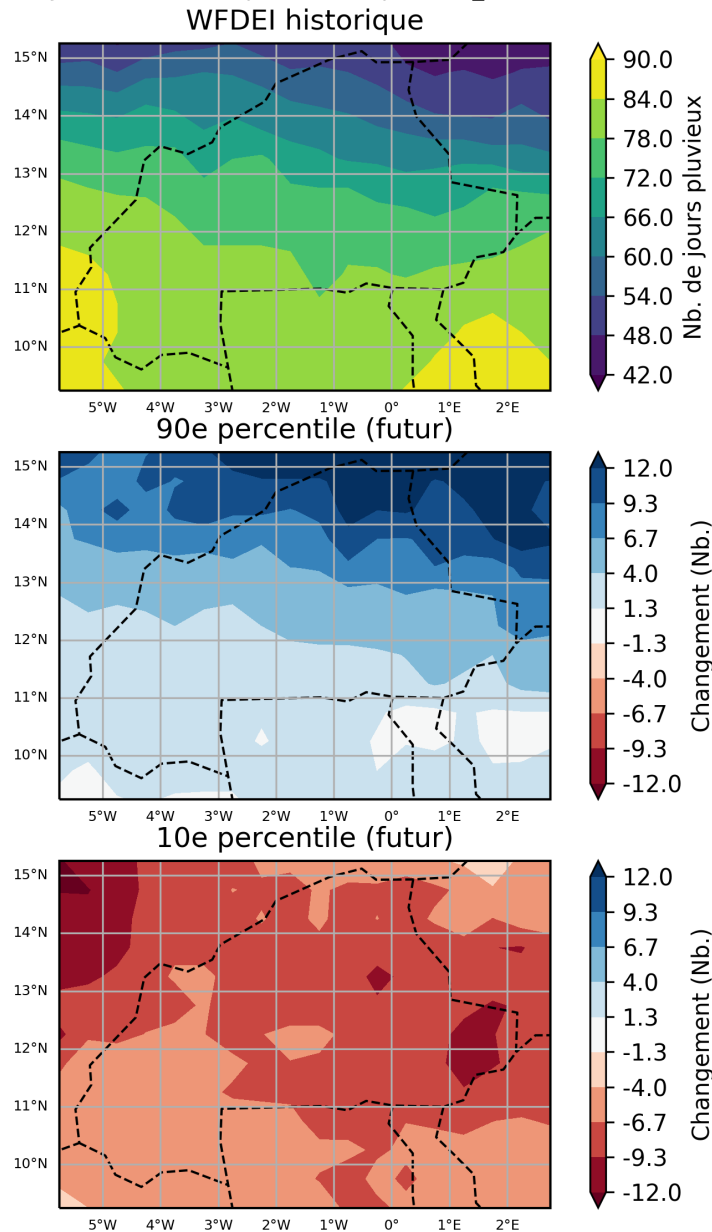 WFDEI historique
15°N
14°N
13°N
12°N
11°N
10°N
5°W 4°W 3°W 2°W 1°W 0° 1°E 2°E
90.0
84.0
78.0
72.0
66.0
60.0
54.0
48.0
42.0
Nb. de jours pluvieux
90e percentile (futur)
15°N
14°N
13°N
12°N
11°N
10°N
5°W 4°W 3°W 2°W 1°W 0° 1°E 2°E
12.0
9.3
6.7
4.0
1.3
-1.3
-4.0
-6.7
-9.3
-12.0
Changement (Nb.)
10e percentile (futur)
15°N
14°N
13°N
12°N
11°N
10°N
5°W 4°W 3°W 2°W 1°W 0° 1°E 2°E
12.0
9.3
6.7
4.0
1.3
-1.3
-4.0
-6.7
-9.3
-12.0
Changement (Nb.)